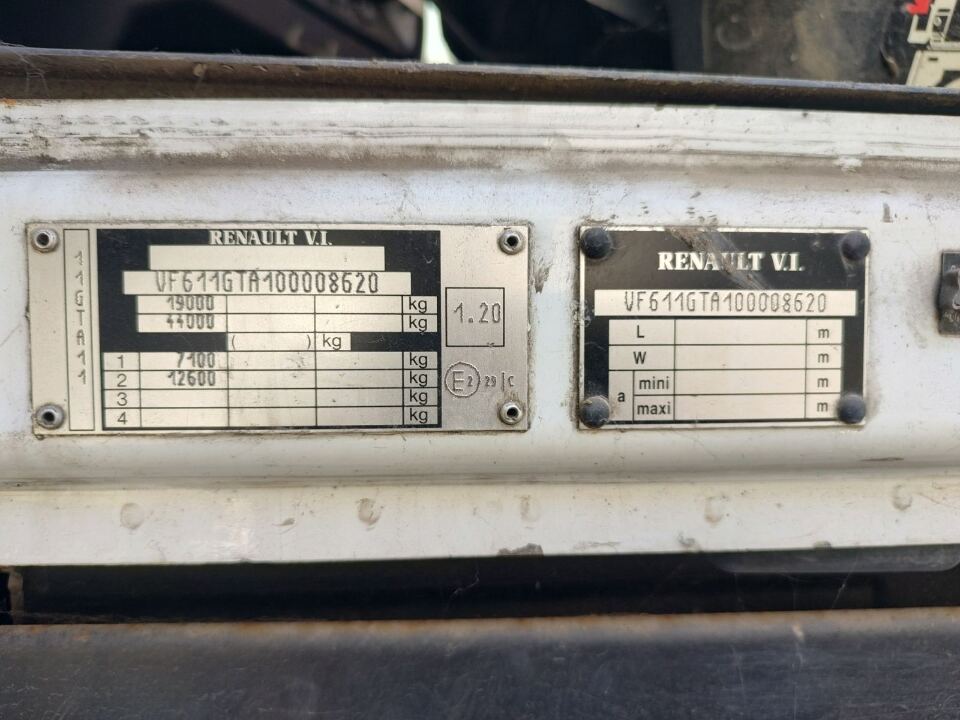 11GTA11
RENAULT V.I.
VF611GTA100008620
19000 kg
44000 kg
( ) kg
1 7100 kg
2 12600 kg
3 kg
4 kg
1.20
E2 29 C
RENAULT V.I.
VF611GTA100008620
L m
W m
a mini m
maxi m